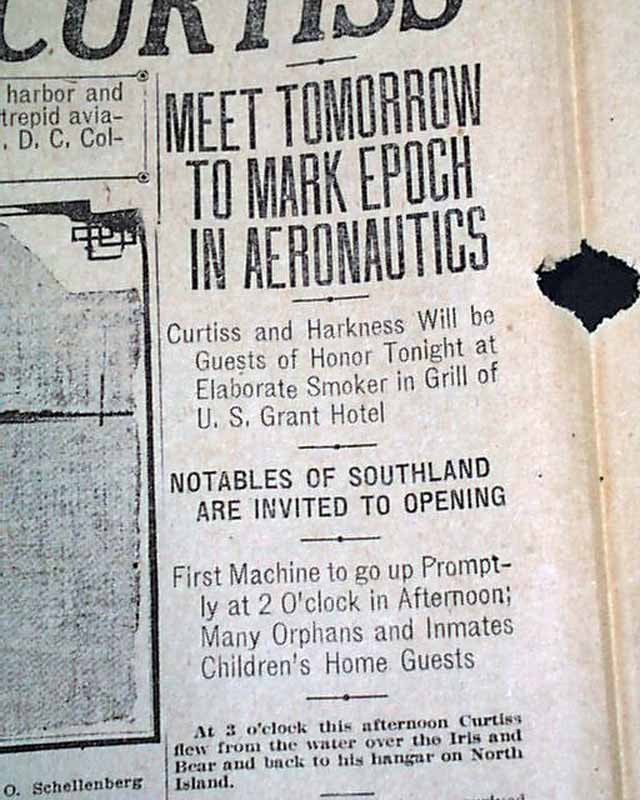 CURTISS
harbor and
trepid avia-
. D. C. Col-
MEET TOMORROW
TO MARK EPOCH
IN AERONAUTICS
Curtiss and Harkness Will be
Guests of Honor Tonight at
Elaborate Smoker in Grill of
U. S. Grant Hotel
NOTABLES OF SOUTHLAND
ARE INVITED TO OPENING
First Machine to go up Prompt-
ly at 2 O'clock in Afternoon;
Many Orphans and Inmates
Children's Home Guests
At 3 o'clock this afternoon Curtiss
flew from the water over the Iris and
Bear and back to his hangar on North
Island.
O. Schellenberg